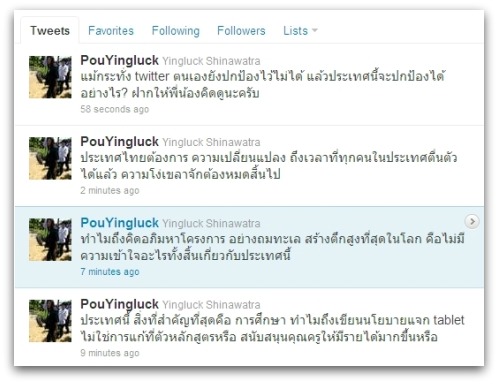 Tweets Favorites Following Followers Lists
PouYingluck Yingluck Shinawatra
แม้กระทั่ง twitter ตนเองยังปกป้องไว้ไม่ได้ แล้วประเทศนี้จะปกป้องได้
อย่างไร? ฝากให้พี่น้องคิดดูนะครับ
58 seconds ago
PouYingluck Yingluck Shinawatra
ประเทศไทยต้องการ ความเปลี่ยนแปลง ถึงเวลาที่ทุกคนในประเทศตื่นตัว
ได้แล้ว ความโง่เขลาจักต้องหมดสิ้นไป
2 minutes ago
PouYingluck Yingluck Shinawatra
ทำไมถึงคิดอภิมหาโครงการ อย่างถมทะเล สร้างตึกสูงที่สุดในโลก คือไม่มี
ความเข้าใจอะไรทั้งสิ้นเกี่ยวกับประเทศนี้
7 minutes ago
PouYingluck Yingluck Shinawatra
ประเทศนี้ สิ่งที่สำคัญที่สุดคือ การศึกษา ทำไมถึงเขียนนโยบายแจก tablet
ไม่ใช่การแก้ที่ตัวหลักสูตรหรือ สนับสนุนคุณครูให้มีรายได้มากขึ้นหรือ
9 minutes ago